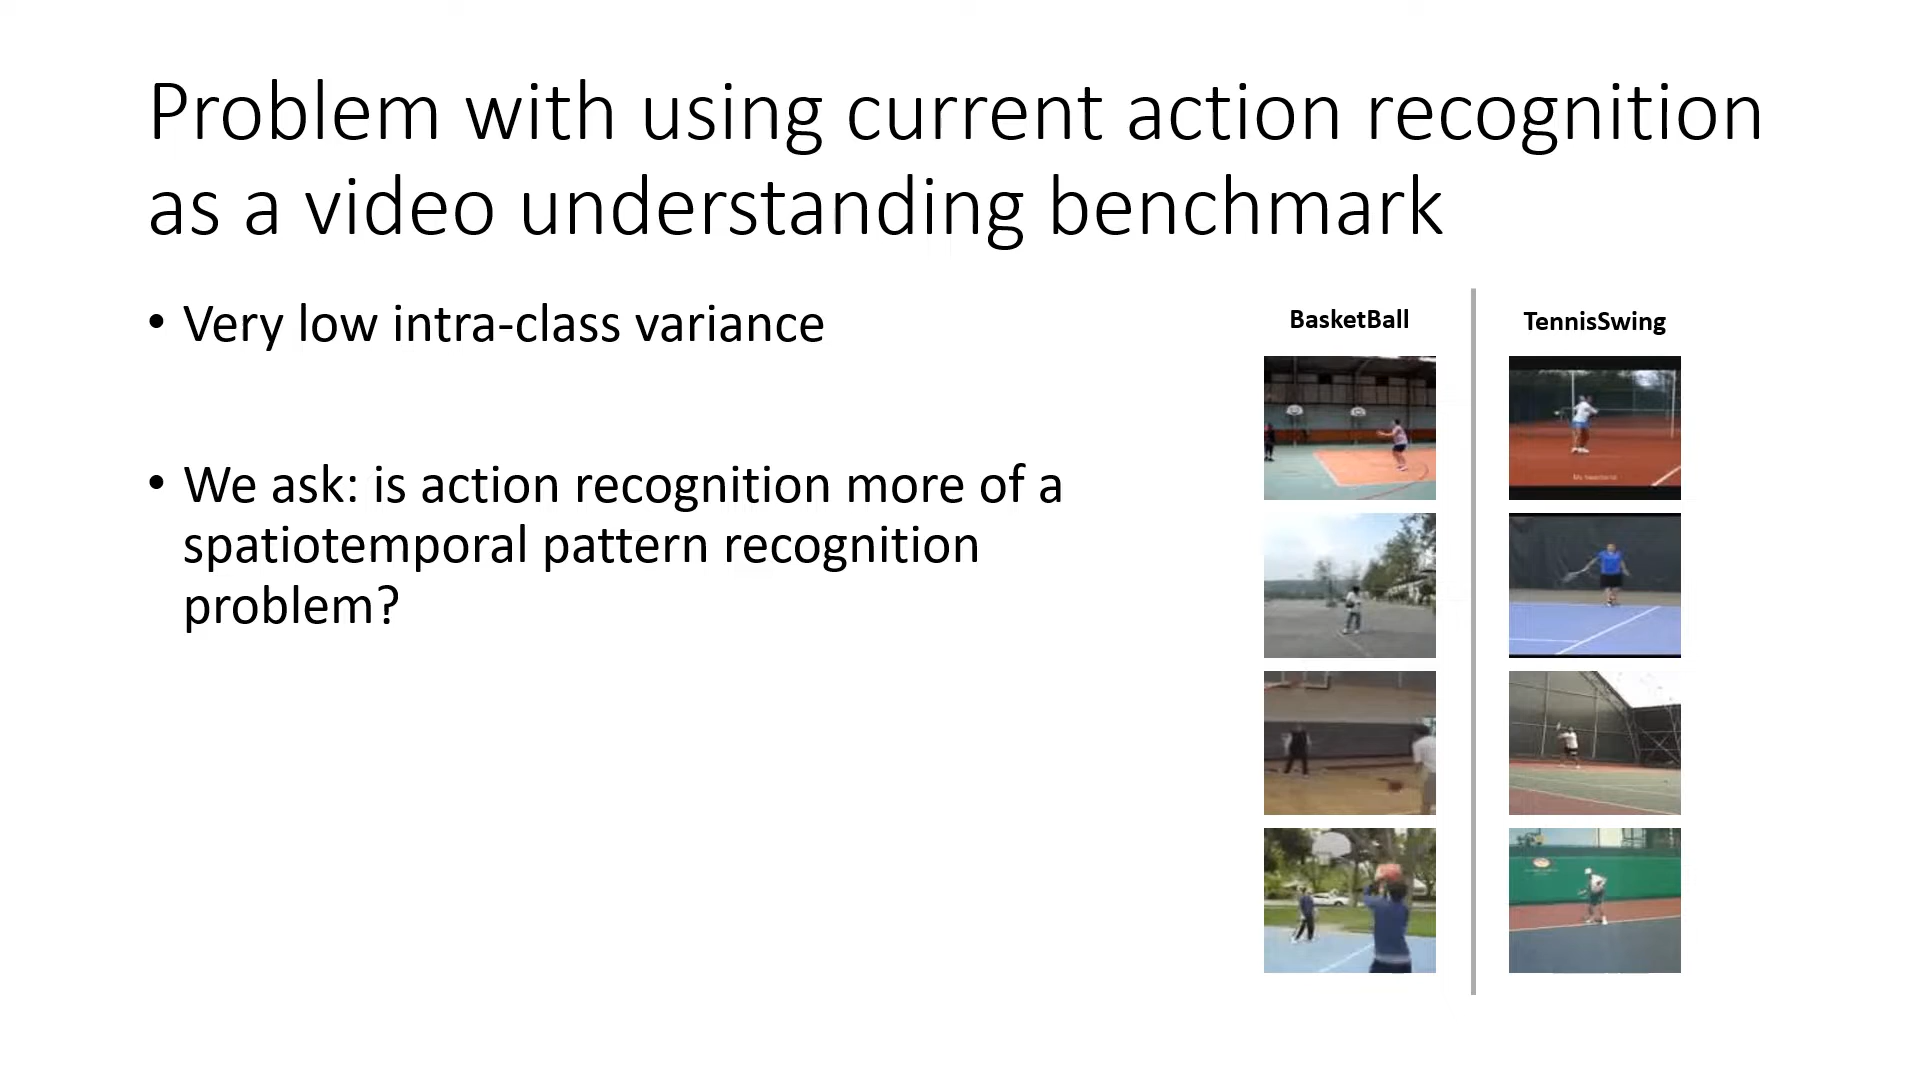 Problem with using current action recognition
as a video understanding benchmark
• Very low intra-class variance
• We ask: is action recognition more of a
spatiotemporal pattern recognition
problem?
BasketBall
TennisSwing